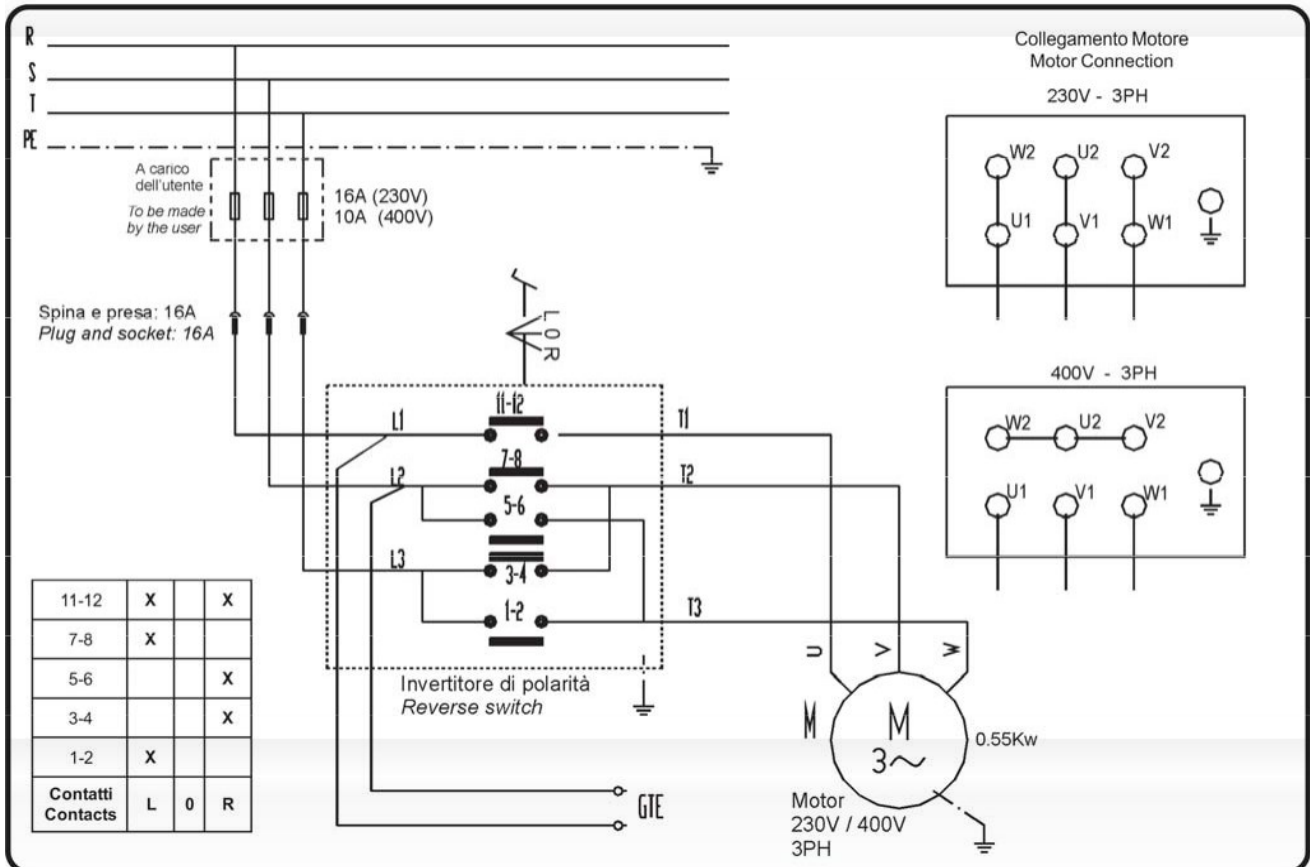 R
S
T
PE
A carico
dell'utente
To be made
by the user
16A (230V)
10A (400V)
Spina e presa: 16A
Plug and socket: 16A
L 0 R
11-12
L1
T1
7-8
L2
T2
5-6
L3
3-4
1-2
T3
Invertitore di polarità
Reverse switch
GTE
U
V
W
M
M
3~
0.55Kw
Motor
230V / 400V
3PH
Collegamento Motore
Motor Connection
230V - 3PH
W2 U2 V2
U1 V1 W1
400V - 3PH
W2 U2 V2
U1 V1 W1
11-12 X X
7-8 X
5-6 X
3-4 X
1-2 X
Contatti
Contacts L 0 R